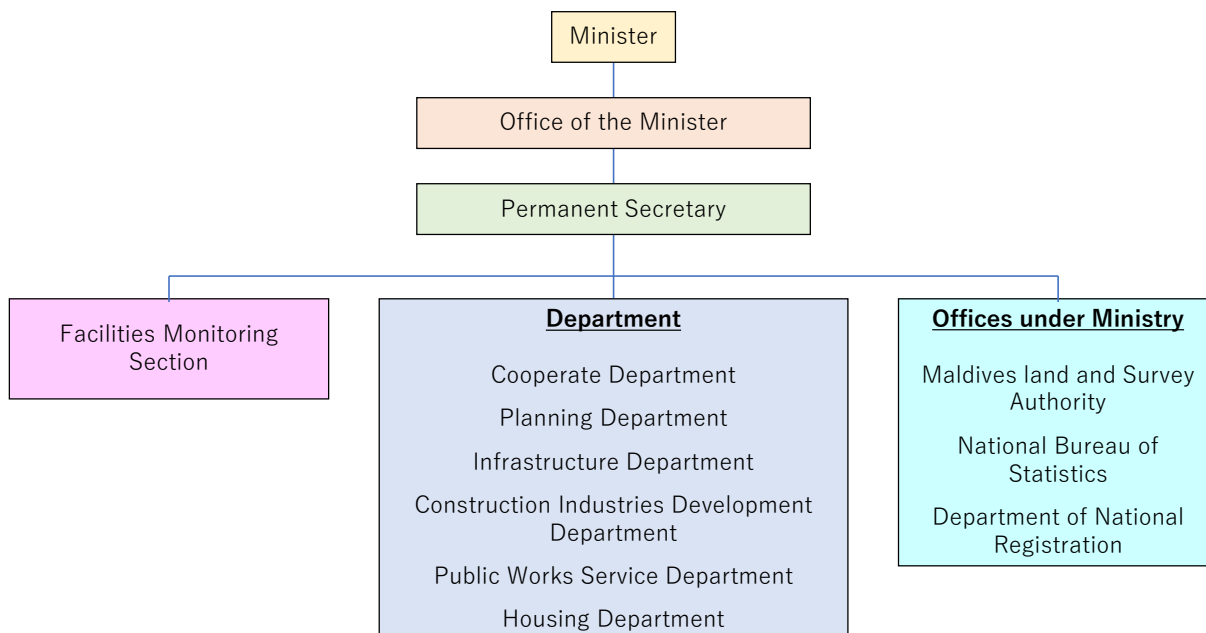 Minister
Office of the Minister
Permanent Secretary
Facilities Monitoring
Section
Department
Cooperate Department
Planning Department
Infrastructure Department
Construction Industries Development
Department
Public Works Service Department
Housing Department
Offices under Ministry
Maldives land and Survey
Authority
National Bureau of
Statistics
Department of National
Registration